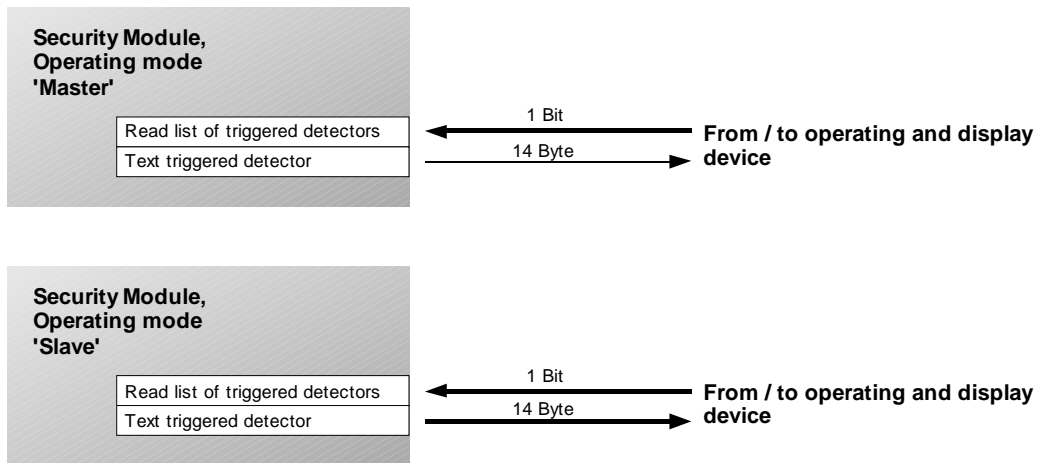 Security Module,
Operating mode
'Master'
Read list of triggered detectors
Text triggered detector
1 Bit
14 Byte
From / to operating and display
device
Security Module,
Operating mode
'Slave'
Read list of triggered detectors
Text triggered detector
1 Bit
14 Byte
From / to operating and display
device